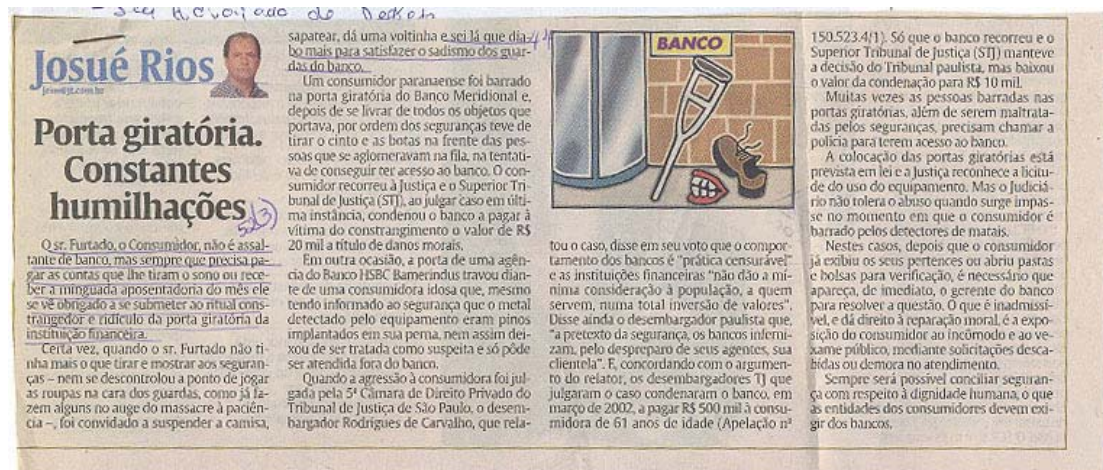 de
Josué Rios
Porta giratória.
Constantes
humilhações
O sr. Furtado, o Consumidor, não é assal-
tante de banco, mas sempre que precisa pa-
gar as contas que lhe tiram o sono ou rece-
ber a minguada aposentadoria do mês ele
se vê obrigado a se submeter ao ritual cons-
trangedor e ridículo da porta giratória da
instituição financeira.
Certa vez, quando o sr. Furtado não ti-
nha mais o que tirar e mostrar aos seguran-
ças – nem se descontrolou a ponto de jogar
as roupas na cara dos guardas, como já fa-
zem alguns no auge do massacre à paciên-
cia –, foi convidado a suspender a camisa,
sapatear, dá uma voltinha e sei lá que dia-
bo mais para satisfazer o sadismo dos guar-
das do banco.
Um consumidor paranaense foi barrado
na porta giratória do Banco Meridional e,
depois de se livrar de todos os objetos que
portava, por ordem dos seguranças teve de
tirar o cinto e as botas na frente das pes-
soas que se aglomeravam na fila, na tentati-
va de conseguir ter acesso ao banco. O con-
sumidor recorreu à Justiça e o Superior Tri-
bunal de Justiça (STJ), ao julgar caso em últi-
ma instância, condenou o banco a pagar à
vítima do constrangimento o valor de R$
20 mil a título de danos morais.
Em outra ocasião, a porta de uma agên-
cia do Banco HSBC Bamerindus travou dian-
te de uma consumidora idosa que, mesmo
tendo informado ao segurança que o metal
detectado pelo equipamento eram pinos
implantados em sua perna, nem assim dei-
xou de ser tratada como suspeita e só pôde
ser atendida fora do banco.
Quando a agressão à consumidora foi jul-
gada pela 5ª Câmara de Direito Privado do
Tribunal de Justiça de São Paulo, o desem-
bargador Rodrigues de Carvalho, que rela-
BANCO
tou o caso, disse em seu voto que o compor-
tamento dos bancos é "prática censurável"
e as instituições financeiras "não dão a mí-
nima consideração à população, a quem
servem, numa total inversão de valores".
Disse ainda o desembargador paulista que,
"a pretexto da segurança, os bancos inferni-
zam, pelo despreparo de seus agentes, sua
clientela". E, concordando com o argumen-
to do relator, os desembargadores TJ que
julgaram o caso condenaram o banco, em
março de 2002, a pagar R$ 500 mil à consu-
midora de 61 anos de idade (Apelação nº
150.523.4/1). Só que o banco recorreu e o
Superior Tribunal de Justiça (STJ) manteve
a decisão do Tribunal paulista, mas baixou
o valor da condenação para R$ 10 mil.
Muitas vezes as pessoas barradas nas
portas giratórias, além de serem maltrata-
das pelos seguranças, precisam chamar a
polícia para terem acesso ao banco.
A colocação das portas giratórias está
prevista em lei e a Justiça reconhece a licitu-
de do uso do equipamento. Mas o Judiciá-
rio não tolera o abuso quando surge impas-
se no momento em que o consumidor é
barrado pelos detectores de matais.
Nestes casos, depois que o consumidor
já exibiu os seus pertences ou abriu pastas
e bolsas para verificação, é necessário que
apareça, de imediato, o gerente do banco
para resolver a questão. O que é inadmissí-
vel, e dá direito à reparação moral, é a expo-
sição do consumidor ao incômodo e ao ve-
xame público, mediante solicitações desca-
bidas ou demora no atendimento.
Sempre será possível conciliar seguran-
ça com respeito à dignidade humana, o que
as entidades dos consumidores devem exi-
gir dos bancos.